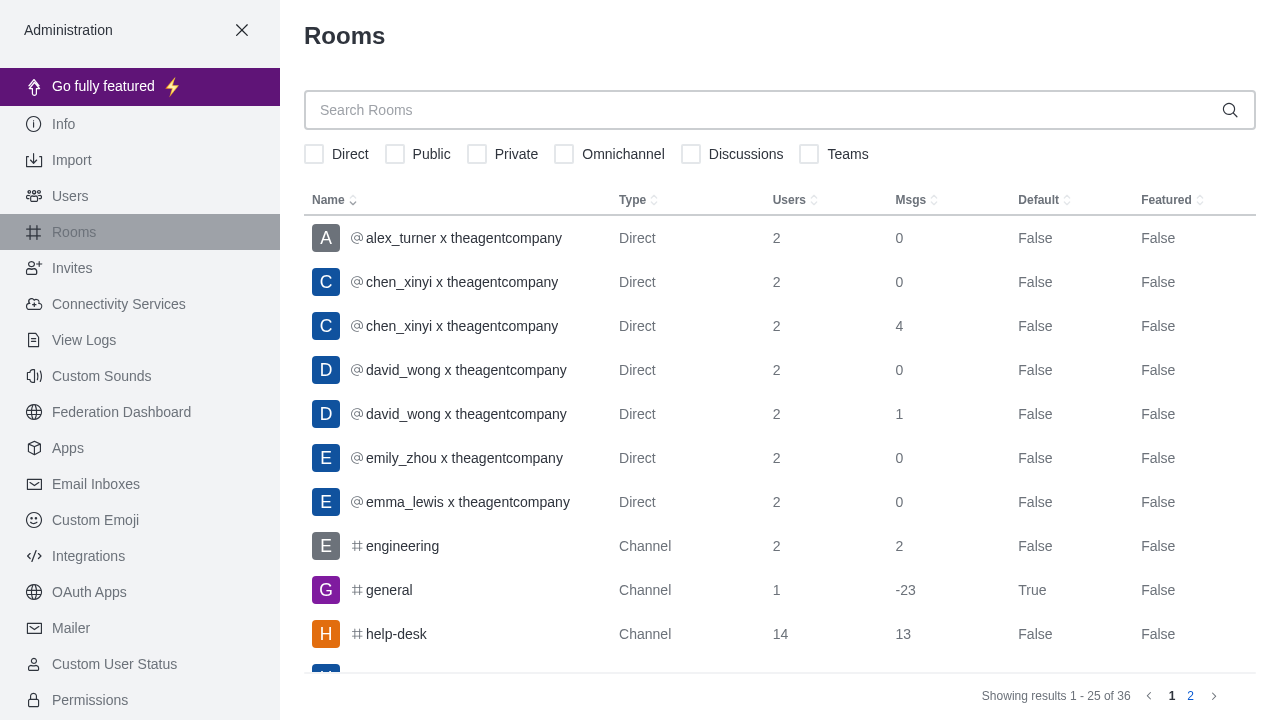 Administration
Go fully featured
Info
Import
Users
Rooms
Invites
Connectivity Services
View Logs
Custom Sounds
Federation Dashboard
Apps
Email Inboxes
Custom Emoji
Integrations
OAuth Apps
Mailer
Custom User Status
Permissions
Rooms
Search Rooms
Direct Public Private Omnichannel Discussions Teams
Name Type Users Msgs Default Featured
A @ alex_turner x theagentcompany Direct 2 0 False False
C @ chen_xinyi x theagentcompany Direct 2 0 False False
C @ chen_xinyi x theagentcompany Direct 2 4 False False
D @ david_wong x theagentcompany Direct 2 0 False False
D @ david_wong x theagentcompany Direct 2 1 False False
E @ emily_zhou x theagentcompany Direct 2 0 False False
E @ emma_lewis x theagentcompany Direct 2 0 False False
E # engineering Channel 2 2 False False
G # general Channel 1 -23 True False
H # help-desk Channel 14 13 False False
Showing results 1 - 25 of 36 1 2